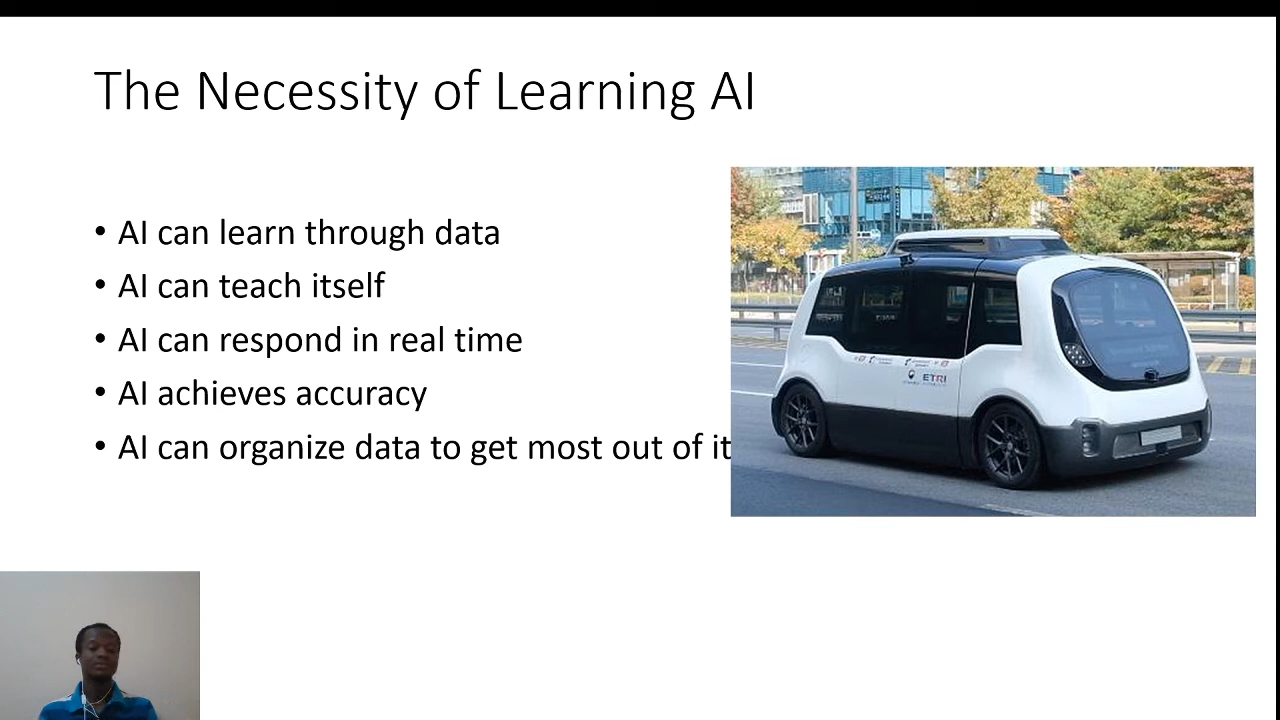 The Necessity of Learning AI
• AI can learn through data
• AI can teach itself
• AI can respond in real time
• AI achieves accuracy
• AI can organize data to get most out of it
ETRI